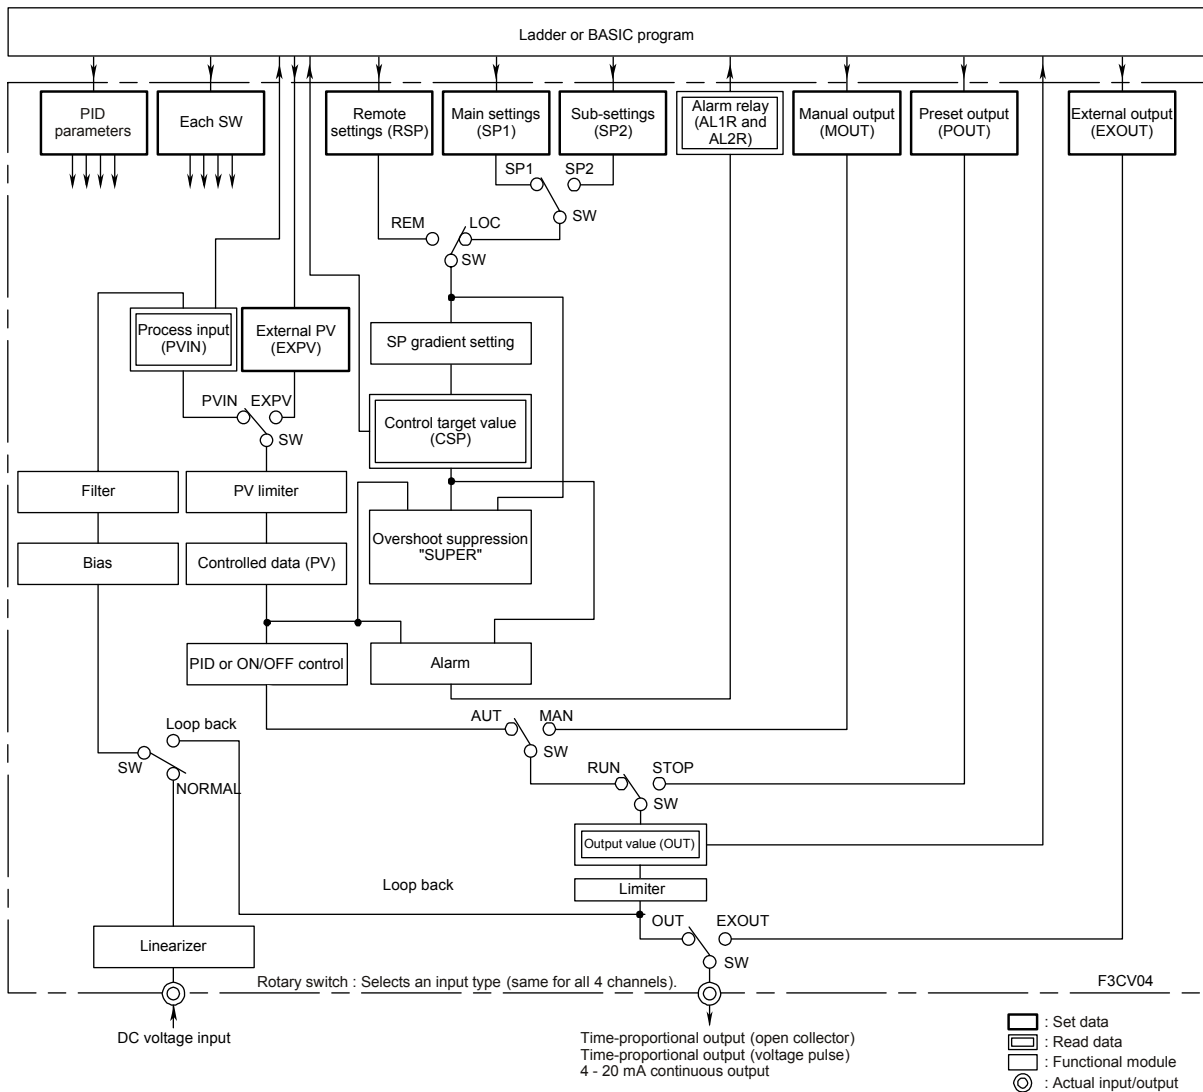 Ladder or BASIC program
PID
parameters
Each SW
Remote
settings (RSP)
Main settings
(SP1)
Sub-settings
(SP2)
Alarm relay
(AL1R and
AL2R)
Manual output
(MOUT)
Preset output
(POUT)
External output
(EXOUT)
SP1
SP2
SW
REM
LOC
SW
Process input
(PVIN)
External PV
(EXPV)
SP gradient setting
PVIN
EXPV
SW
Control target value
(CSP)
Filter
PV limiter
Overshoot suppression
"SUPER"
Bias
Controlled data (PV)
PID or ON/OFF control
Alarm
AUT
MAN
SW
Loop back
SW
NORMAL
RUN
STOP
SW
Output value (OUT)
Loop back
Limiter
OUT
EXOUT
SW
Linearizer
Rotary switch : Selects an input type (same for all 4 channels).
F3CV04
DC voltage input
Time-proportional output (open collector)
Time-proportional output (voltage pulse)
4 - 20 mA continuous output
: Set data
: Read data
: Functional module
: Actual input/output